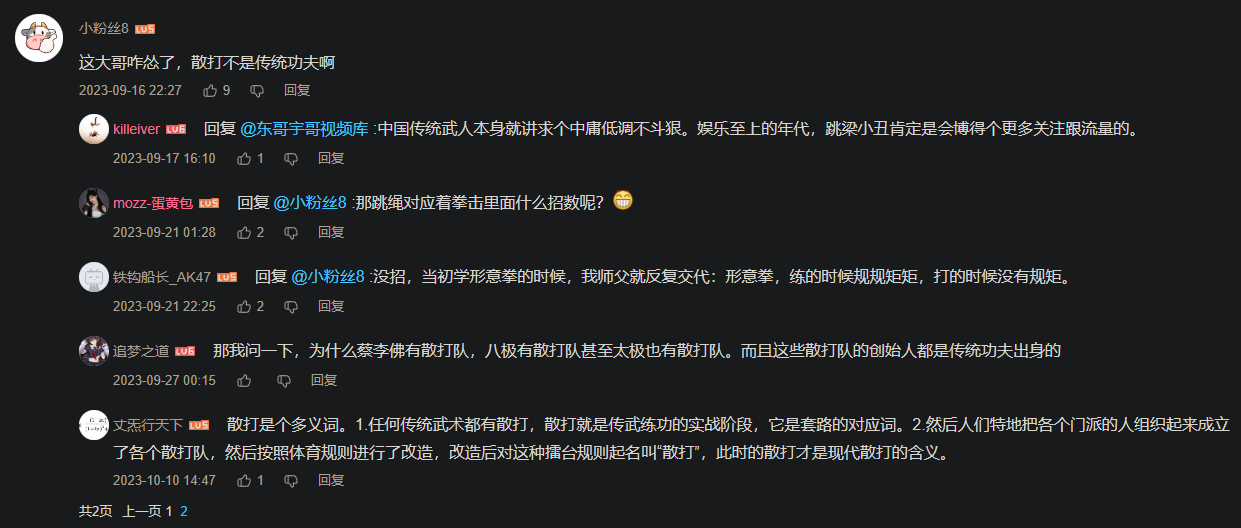 小粉丝8 LV5
这大哥咋怂了，散打不是传统功夫啊
2023-09-16 22:27 9 回复
killeiver LV6 回复 @东哥宇哥视频库 :中国传统武人本身就讲求个中庸低调不斗狠。娱乐至上的年代，跳梁小丑肯定是会博得个更多关注跟流量的。
2023-09-17 16:10 1 回复
mozz-蛋黄包 LV5 回复 @小粉丝8 :那跳绳对应着拳击里面什么招数呢？
2023-09-21 01:28 2 回复
铁钩船长_AK47 LV5 回复 @小粉丝8 :没招，当初学形意拳的时候，我师父就反复交代：形意拳，练的时候规规矩矩，打的时候没有规矩。
2023-09-21 22:25 2 回复
追梦之道 LV6 那我问一下，为什么蔡李佛有散打队，八极有散打队甚至太极也有散打队。而且这些散打队的创始人都是传统功夫出身的
2023-09-27 00:15 回复
丈炁行天下 LV5 散打是个多义词。1.任何传统武术都有散打，散打就是传武练功的实战阶段，它是套路的对应词。2.然后人们特地把各个门派的人组织起来成立
了各个散打队，然后按照体育规则进行了改造，改造后对这种擂台规则起名叫“散打”，此时的散打才是现代散打的含义。
2023-10-10 14:47 1 回复
共2页 上一页 1 2